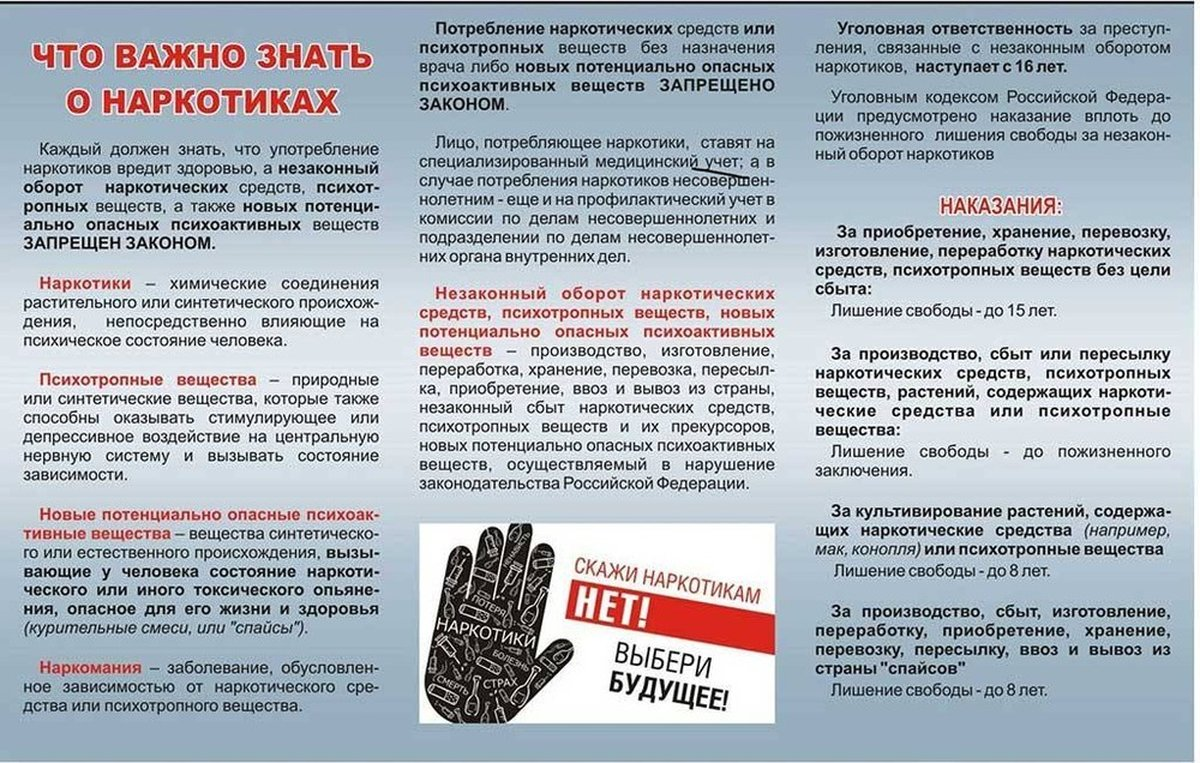 ЧТО ВАЖНО ЗНАТЬ
О НАРКОТИКАХ
Каждый должен знать, что употребление
наркотиков вредит здоровью, а незаконный
оборот наркотических средств, психот-
ропных веществ, а также новых потенци-
ально опасных психоактивных веществ
ЗАПРЕЩЕН ЗАКОНОМ.
Наркотики – химические соединения
растительного или синтетического происхож-
дения, непосредственно влияющие на
психическое состояние человека.
Психотропные вещества – природные
или синтетические вещества, которые также
способны оказывать стимулирующее или
депрессивное воздействие на центральную
нервную систему и вызывать состояние
зависимости.
Новые потенциально опасные психоак-
тивные вещества – вещества синтетическо-
го или естественного происхождения, вызы-
вающие у человека состояние наркоти-
ческого или иного токсического опьяне-
ния, опасное для его жизни и здоровья
(курительные смеси, или "спайсы").
Наркомания – заболевание, обусловлен-
ное зависимостью от наркотического сре-
дства или психотропного вещества.
Потребление наркотических средств или
психотропных веществ без назначения
врача либо новых потенциально опасных
психоактивных веществ ЗАПРЕЩЕНО
ЗАКОНОМ.
Лицо, потребляющее наркотики, ставят на
специализированный медицинский учет; а в
случае потребления наркотиков несовершен-
нолетним - еще и на профилактический учет в
комиссии по делам несовершеннолетних и
подразделении по делам несовершеннолет-
них органа внутренних дел.
Незаконный оборот наркотических
средств, психотропных веществ, новых
потенциально опасных психоактивных
веществ – производство, изготовление,
переработка, хранение, перевозка, пересыл-
ка, приобретение, ввоз и вывоз из страны,
незаконный сбыт наркотических средств,
психотропных веществ и их прекурсоров,
новых потенциально опасных психоактивных
веществ, осуществляемый в нарушение
законодательства Российской Федерации.
НЕНАВИСТЬ
ПОТЕРЯ
НАРКОТИКИ
БОЛЕЗНЬ
СМЕРТЬ
СТРАХ
СКАЖИ НАРКОТИКАМ
НЕТ!
ВЫБЕРИ
БУДУЩЕЕ!
Уголовная ответственность за преступ-
ления, связанные с незаконным оборотом
наркотиков, наступает с 16 лет.
Уголовным кодексом Российской Федера-
ции предусмотрено наказание вплоть до
пожизненного лишения свободы за незакон-
ный оборот наркотиков
НАКАЗАНИЯ:
За приобретение, хранение, перевозку,
изготовление, переработку наркотических
средств, психотропных веществ без цели
сбыта:
Лишение свободы - до 15 лет.
За производство, сбыт или пересылку
наркотических средств, психотропных
веществ, растений, содержащих наркоти-
ческие средства или психотропные
вещества:
Лишение свободы - до пожизненного
заключения.
За культивирование растений, содержа-
щих наркотические средства (например,
мак, конопля) или психотропные вещества
Лишение свободы - до 8 лет.
За производство, сбыт, изготовление,
переработку, приобретение, хранение,
перевозку, пересылку, ввоз и вывоз из
страны "спайсов"
Лишение свободы - до 8 лет.